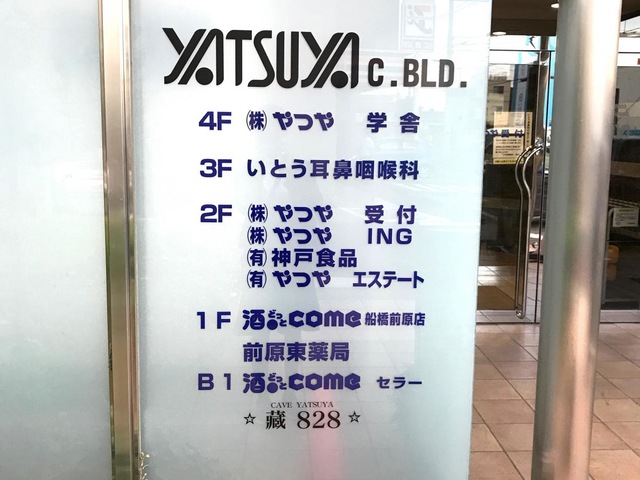 YATSUYA C.BLD.
4F ㈱ やつや 学舎
3F いとう耳鼻咽喉科
2F ㈱ やつや 受付
㈱ やつや ING
㈲ 神戸食品
㈲ やつや エステート
1F 酒どっとcome 船橋前原店
前原東薬局
B1 酒どっとcome セラー
CAVE YATSUYA
☆ 藏 828 ☆